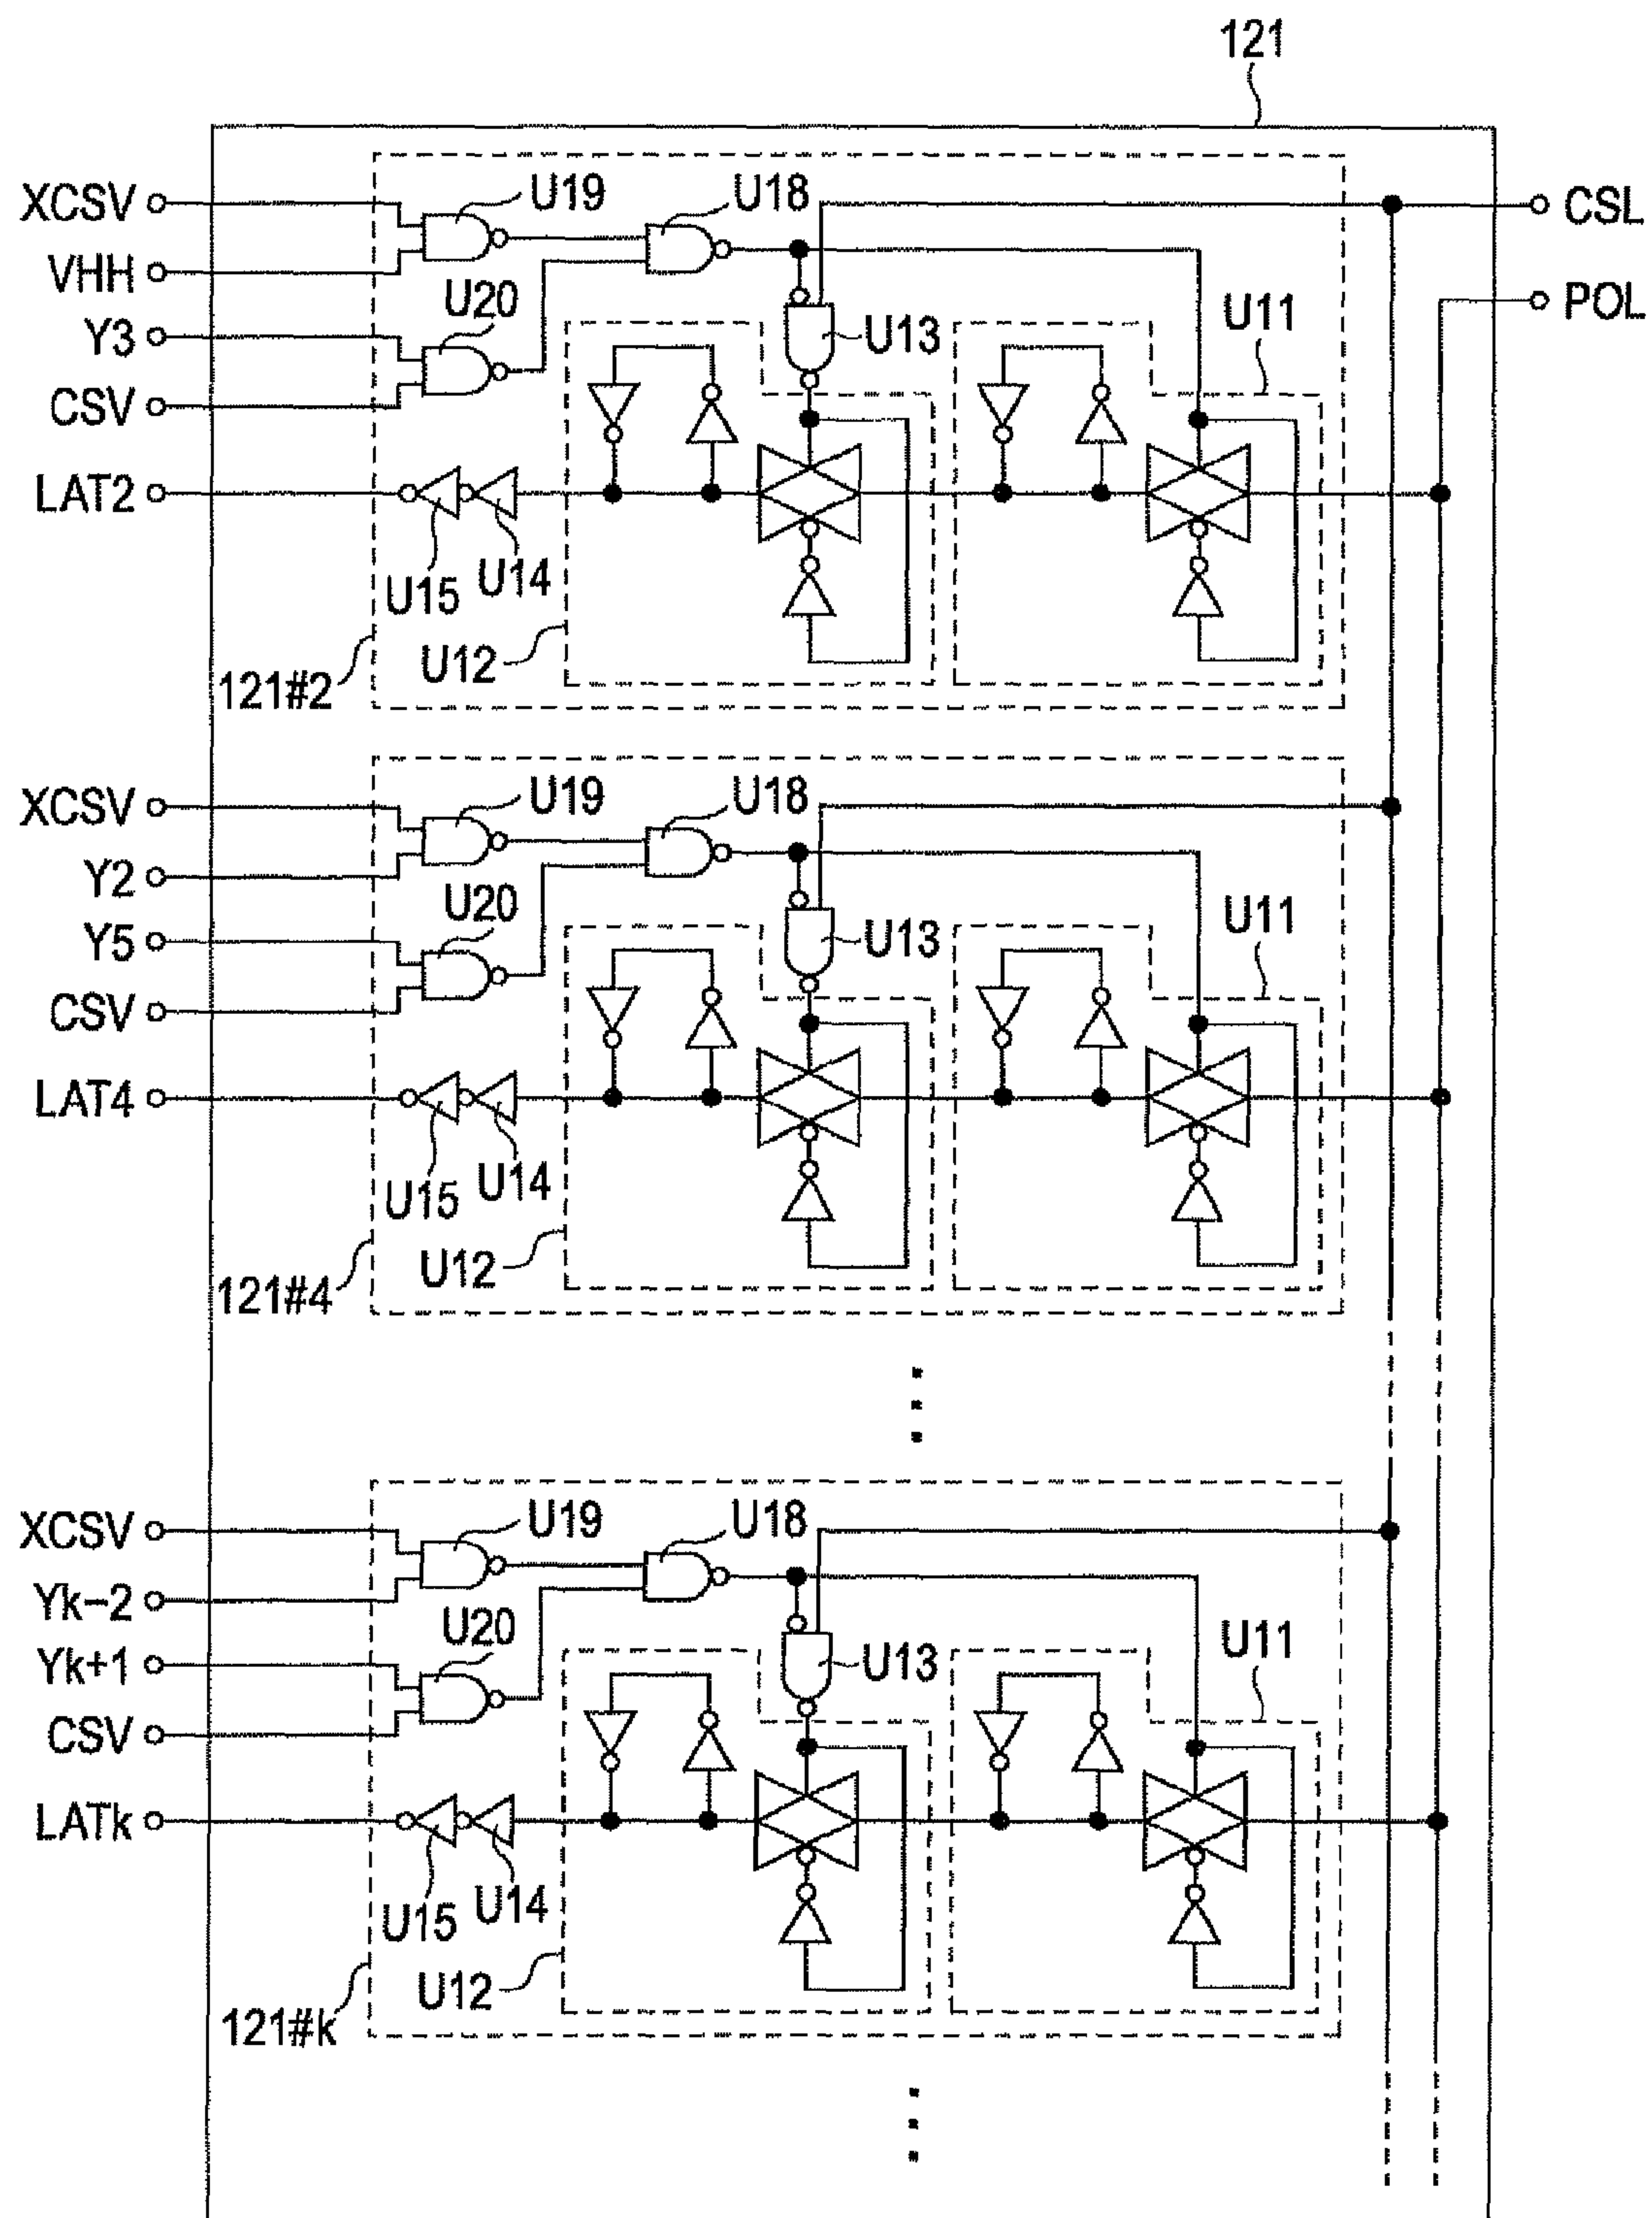 121
XCSV
U19
U18
CSL
VHH
POL
U20
Y3
U13
U11
CSV
LAT2
U15
U14
U12
121#2
XCSV
U19
U18
Y2
U20
U11
Y5
U13
CSV
LAT4
U15
U14
U12
121#4
XCSV
U19
U18
Yk-2
U20
U11
Yk+1
U13
CSV
LATk
U15
U14
U12
121#k